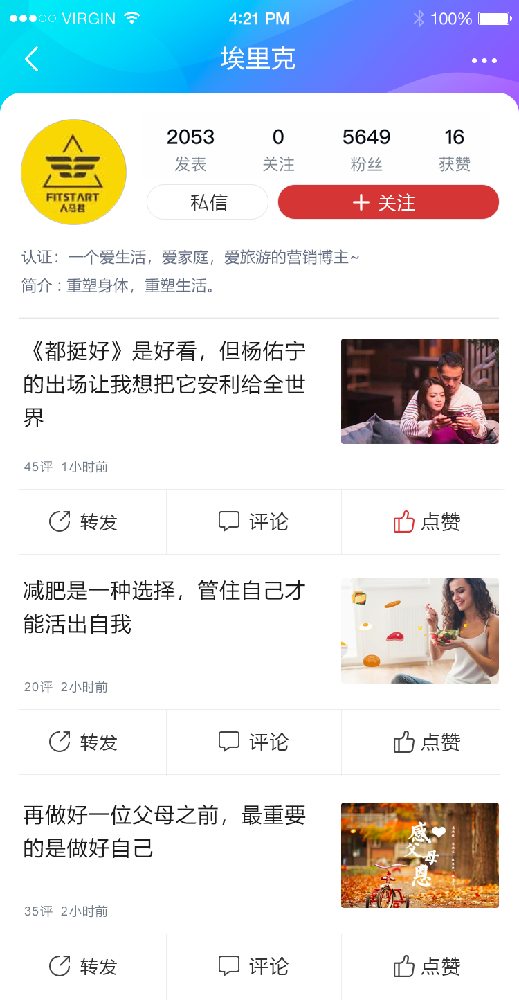 VIRGIN 4:21 PM 100%
埃里克
2053 0 5649 16
发表 关注 粉丝 获赞
FITSTART
人马君
私信 关注
认证：一个爱生活，爱家庭，爱旅游的营销博主~
简介：重塑身体，重塑生活。
《都挺好》是好看，但杨佑宁
的出场让我想把它安利给全世
界
45评 1小时前
转发 评论 点赞
减肥是一种选择，管住自己才
能活出自我
20评 2小时前
转发 评论 点赞
再做好一位父母之前，最重要
的是做好自己
感父母恩
35评 2小时前
转发 评论 点赞